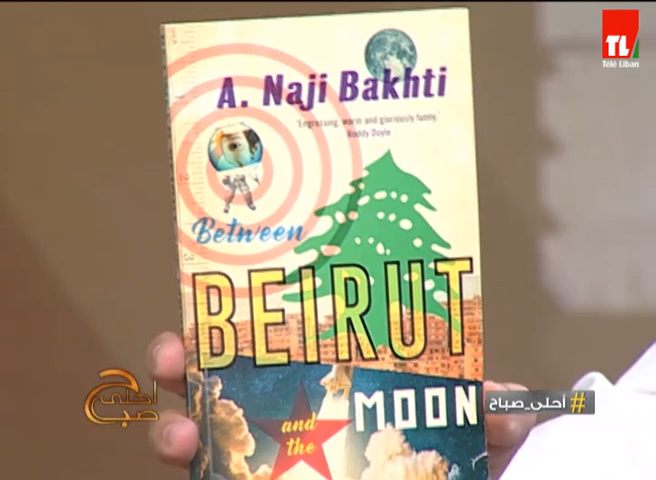 TL
Télé Liban
A. Naji Bakhti
'Engrossing, warm and gloriously funny.'
Roddy Doyle
Between
BEIRUT
and the
MOON
أحلى
صباح
#أحلى_صباح